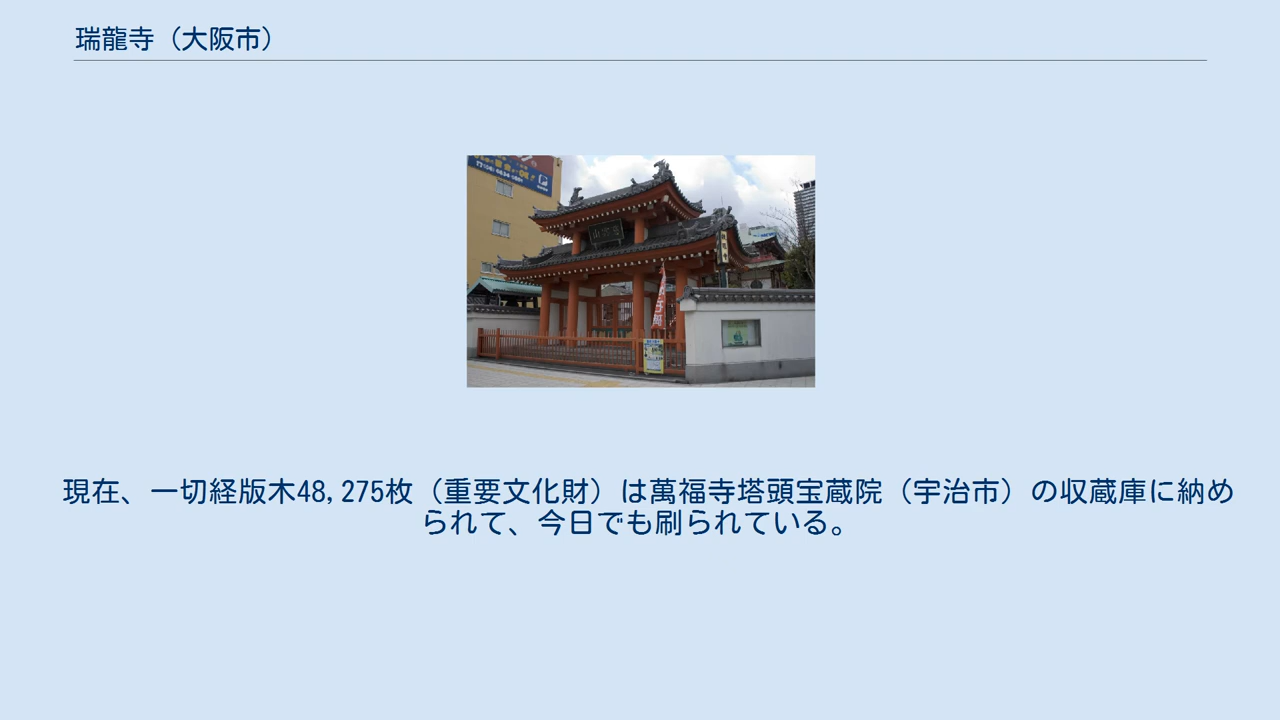 瑞龍寺（大阪市）
現在、一切経版木48,275枚（重要文化財）は萬福寺塔頭宝蔵院（宇治市）の収蔵庫に納め
られて、今日でも刷られている。